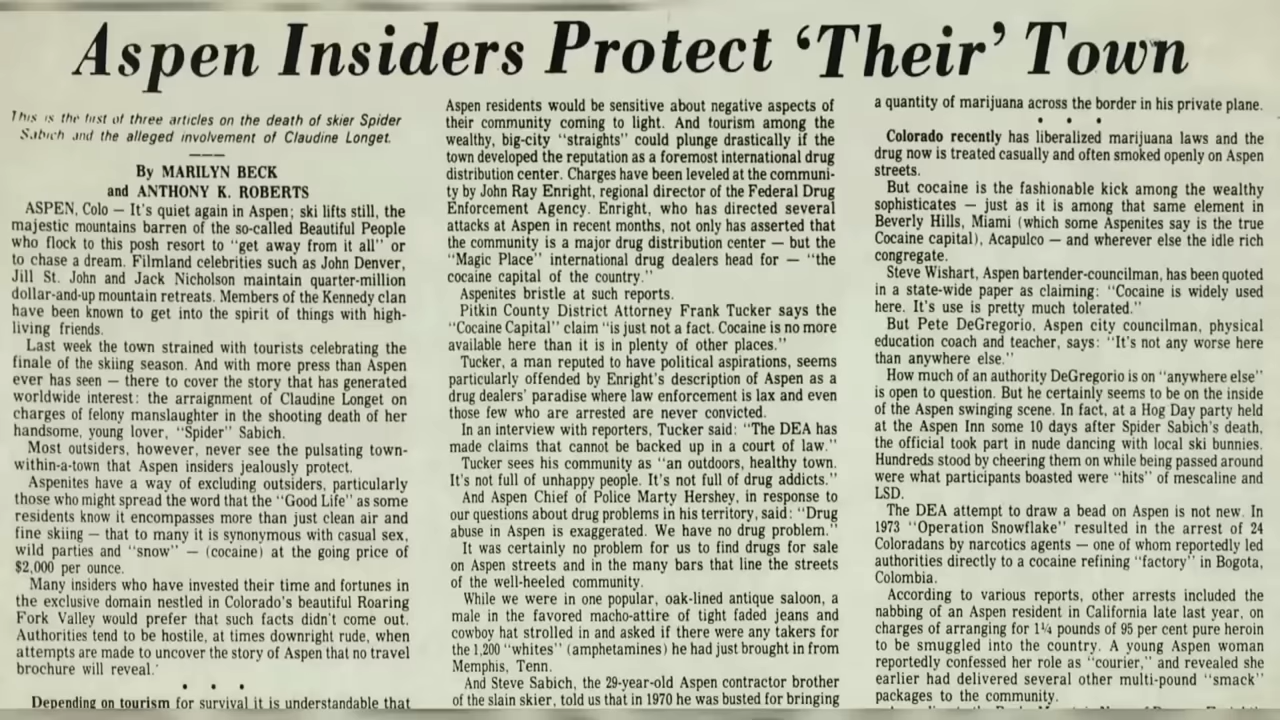 Aspen Insiders Protect ‘Their’ Town
This is the first of three articles on the death of skier Spider
Sabich and the alleged involvement of Claudine Longet.
By MARILYN BECK
and ANTHONY K. ROBERTS
ASPEN, Colo — It's quiet again in Aspen; ski lifts still, the
majestic mountains barren of the so-called Beautiful People
who flock to this posh resort to "get away from it all" or
to chase a dream. Filmland celebrities such as John Denver,
Jill St. John and Jack Nicholson maintain quarter-million
dollar-and-up mountain retreats. Members of the Kennedy clan
have been known to get into the spirit of things with high-
living friends.
Last week the town strained with tourists celebrating the
finale of the skiing season. And with more press than Aspen
ever has seen — there to cover the story that has generated
worldwide interest: the arraignment of Claudine Longet on
charges of felony manslaughter in the shooting death of her
handsome, young lover, "Spider" Sabich.
Most outsiders, however, never see the pulsating town-
within-a-town that Aspen insiders jealously protect.
Aspenites have a way of excluding outsiders, particularly
those who might spread the word that the "Good Life" as some
residents know it encompasses more than just clean air and
fine skiing — that to many it is synonymous with casual sex,
wild parties and "snow" — (cocaine) at the going price of
$2,000 per ounce.
Many insiders who have invested their time and fortunes in
the exclusive domain nestled in Colorado's beautiful Roaring
Fork Valley would prefer that such facts didn't come out.
Authorities tend to be hostile, at times downright rude, when
attempts are made to uncover the story of Aspen that no travel
brochure will reveal.
• • •
Depending on tourism for survival it is understandable that
Aspen residents would be sensitive about negative aspects of
their community coming to light. And tourism among the
wealthy, big-city "straights" could plunge drastically if the
town developed the reputation as a foremost international drug
distribution center. Charges have been leveled at the communi-
ty by John Ray Enright, regional director of the Federal Drug
Enforcement Agency. Enright, who has directed several
attacks at Aspen in recent months, not only has asserted that
the community is a major drug distribution center — but the
"Magic Place" international drug dealers head for — "the
cocaine capital of the country."
Aspenites bristle at such reports.
Pitkin County District Attorney Frank Tucker says the
"Cocaine Capital" claim "is just not a fact. Cocaine is no more
available here than it is in plenty of other places."
Tucker, a man reputed to have political aspirations, seems
particularly offended by Enright's description of Aspen as a
drug dealers' paradise where law enforcement is lax and even
those few who are arrested are never convicted.
In an interview with reporters, Tucker said: "The DEA has
made claims that cannot be backed up in a court of law."
Tucker sees his community as "an outdoors, healthy town.
It's not full of unhappy people. It's not full of drug addicts."
And Aspen Chief of Police Marty Hershey, in response to
our questions about drug problems in his territory, said: "Drug
abuse in Aspen is exaggerated. We have no drug problem."
It was certainly no problem for us to find drugs for sale
on Aspen streets and in the many bars that line the streets
of the well-heeled community.
While we were in one popular, oak-lined antique saloon, a
male in the favored macho-attire of tight faded jeans and
cowboy hat strolled in and asked if there were any takers for
the 1,200 "whites" (amphetamines) he had just brought in from
Memphis, Tenn.
And Steve Sabich, the 29-year-old Aspen contractor brother
of the slain skier, told us that in 1970 he was busted for bringing
a quantity of marijuana across the border in his private plane.
• • •
Colorado recently has liberalized marijuana laws and the
drug now is treated casually and often smoked openly on Aspen
streets.
But cocaine is the fashionable kick among the wealthy
sophisticates — just as it is among that same element in
Beverly Hills, Miami (which some Aspenites say is the true
Cocaine capital), Acapulco — and wherever else the idle rich
congregate.
Steve Wishart, Aspen bartender-councilman, has been quoted
in a state-wide paper as claiming: "Cocaine is widely used
here. It's use is pretty much tolerated."
But Pete DeGregorio, Aspen city councilman, physical
education coach and teacher, says: "It's not any worse here
than anywhere else."
How much of an authority DeGregorio is on "anywhere else"
is open to question. But he certainly seems to be on the inside
of the Aspen swinging scene. In fact, at a Hog Day party held
at the Aspen Inn some 10 days after Spider Sabich's death,
the official took part in nude dancing with local ski bunnies.
Hundreds stood by cheering them on while being passed around
were what participants boasted were "hits" of mescaline and
LSD.
The DEA attempt to draw a bead on Aspen is not new. In
1973 "Operation Snowflake" resulted in the arrest of 24
Coloradans by narcotics agents — one of whom reportedly led
authorities directly to a cocaine refining "factory" in Bogota,
Colombia.
According to various reports, other arrests included the
nabbing of an Aspen resident in California late last year, on
charges of arranging for 1¼ pounds of 95 per cent pure heroin
to be smuggled into the country. A young Aspen woman
reportedly confessed her role as "courier," and revealed she
earlier had delivered several other multi-pound "smack"
packages to the community.